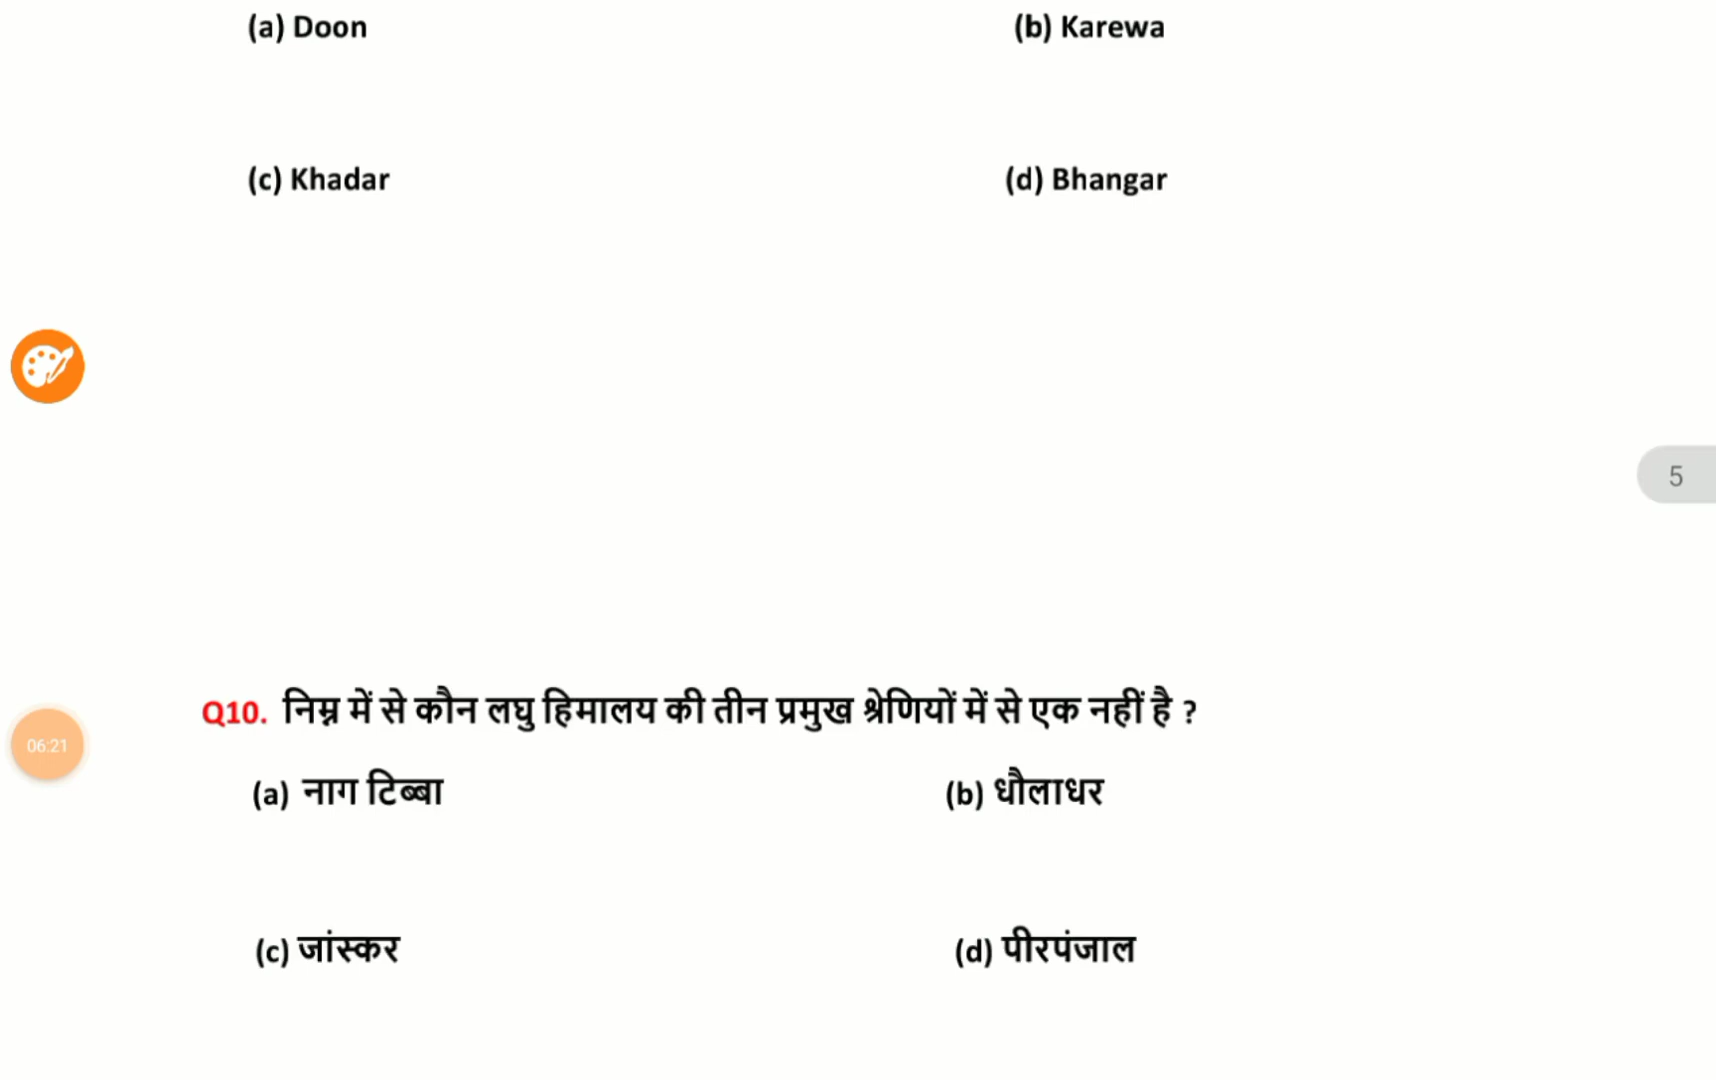 (a) Doon (b) Karewa
(c) Khadar (d) Bhangar
5
Q10. निम्न में से कौन लघु हिमालय की तीन प्रमुख श्रेणियों में से एक नहीं है ?
06:21
(a) नाग टिब्बा (b) धौलाधर
(c) जांस्कर (d) पीरपंजाल